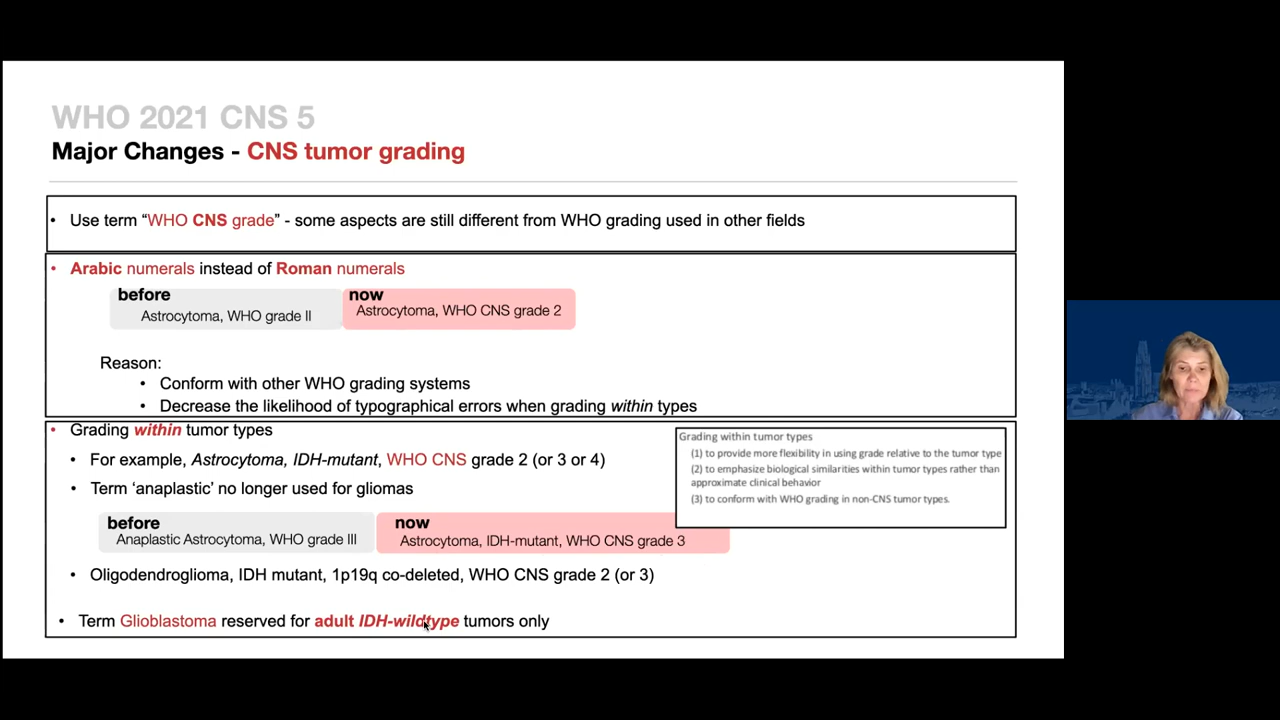 WHO 2021 CNS 5
Major Changes - CNS tumor grading
• Use term “WHO CNS grade” - some aspects are still different from WHO grading used in other fields
• Arabic numerals instead of Roman numerals
before
Astrocytoma, WHO grade II
now
Astrocytoma, WHO CNS grade 2
Reason:
• Conform with other WHO grading systems
• Decrease the likelihood of typographical errors when grading within types
• Grading within tumor types
• For example, Astrocytoma, IDH-mutant, WHO CNS grade 2 (or 3 or 4)
• Term ‘anaplastic’ no longer used for gliomas
Grading within tumor types
(1) to provide more flexibility in using grade relative to the tumor type
(2) to emphasize biological similarities within tumor types rather than
approximate clinical behavior
(3) to conform with WHO grading in non-CNS tumor types.
before
Anaplastic Astrocytoma, WHO grade III
now
Astrocytoma, IDH-mutant, WHO CNS grade 3
• Oligodendroglioma, IDH mutant, 1p19q co-deleted, WHO CNS grade 2 (or 3)
• Term Glioblastoma reserved for adult IDH-wildtype tumors only